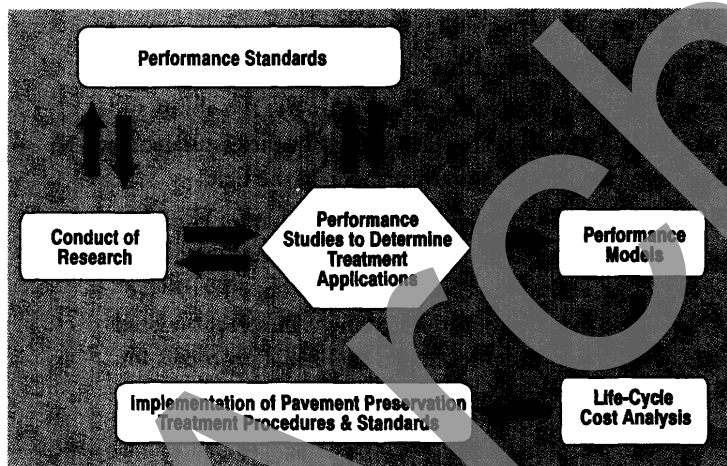 Performance Standards
Conduct of
Research
Performance
Studies to Determine
Treatment
Applications
Performance
Models
Implementation of Pavement Preservation
Treatment Procedures & Standards
Life-Cycle
Cost Analysis